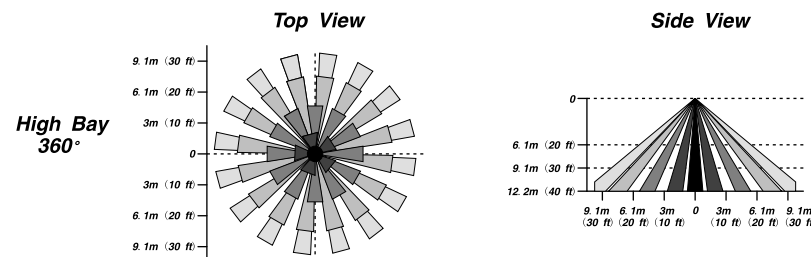 Top View
Side View
High Bay
360°
9. 1m (30 ft)
6. 1m (20 ft)
3m (10 ft)
0
3m (10 ft)
6. 1m (20 ft)
9. 1m (30 ft)
0
6. 1m (20 ft)
9. 1m (30 ft)
12. 2m (40 ft)
9. 1m 6. 1m 3m 0 3m 6. 1m 9. 1m
(30 ft) (20 ft) (10 ft) (10 ft) (20 ft) (30 ft